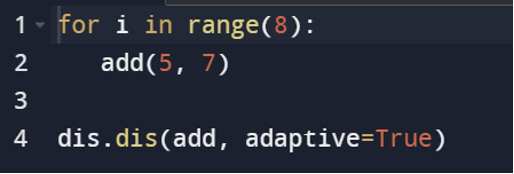 1 for i in range(8):
2    add(5, 7)
3
4 dis.dis(add, adaptive=True)